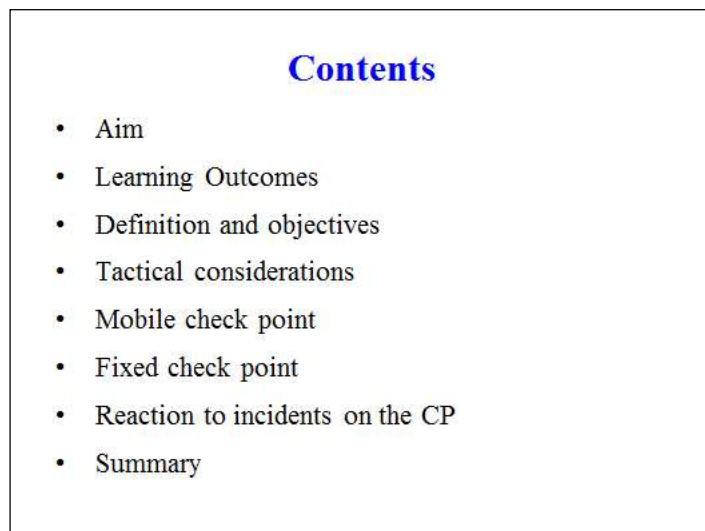 Contents
• Aim
• Learning Outcomes
• Definition and objectives
• Tactical considerations
• Mobile check point
• Fixed check point
• Reaction to incidents on the CP
• Summary